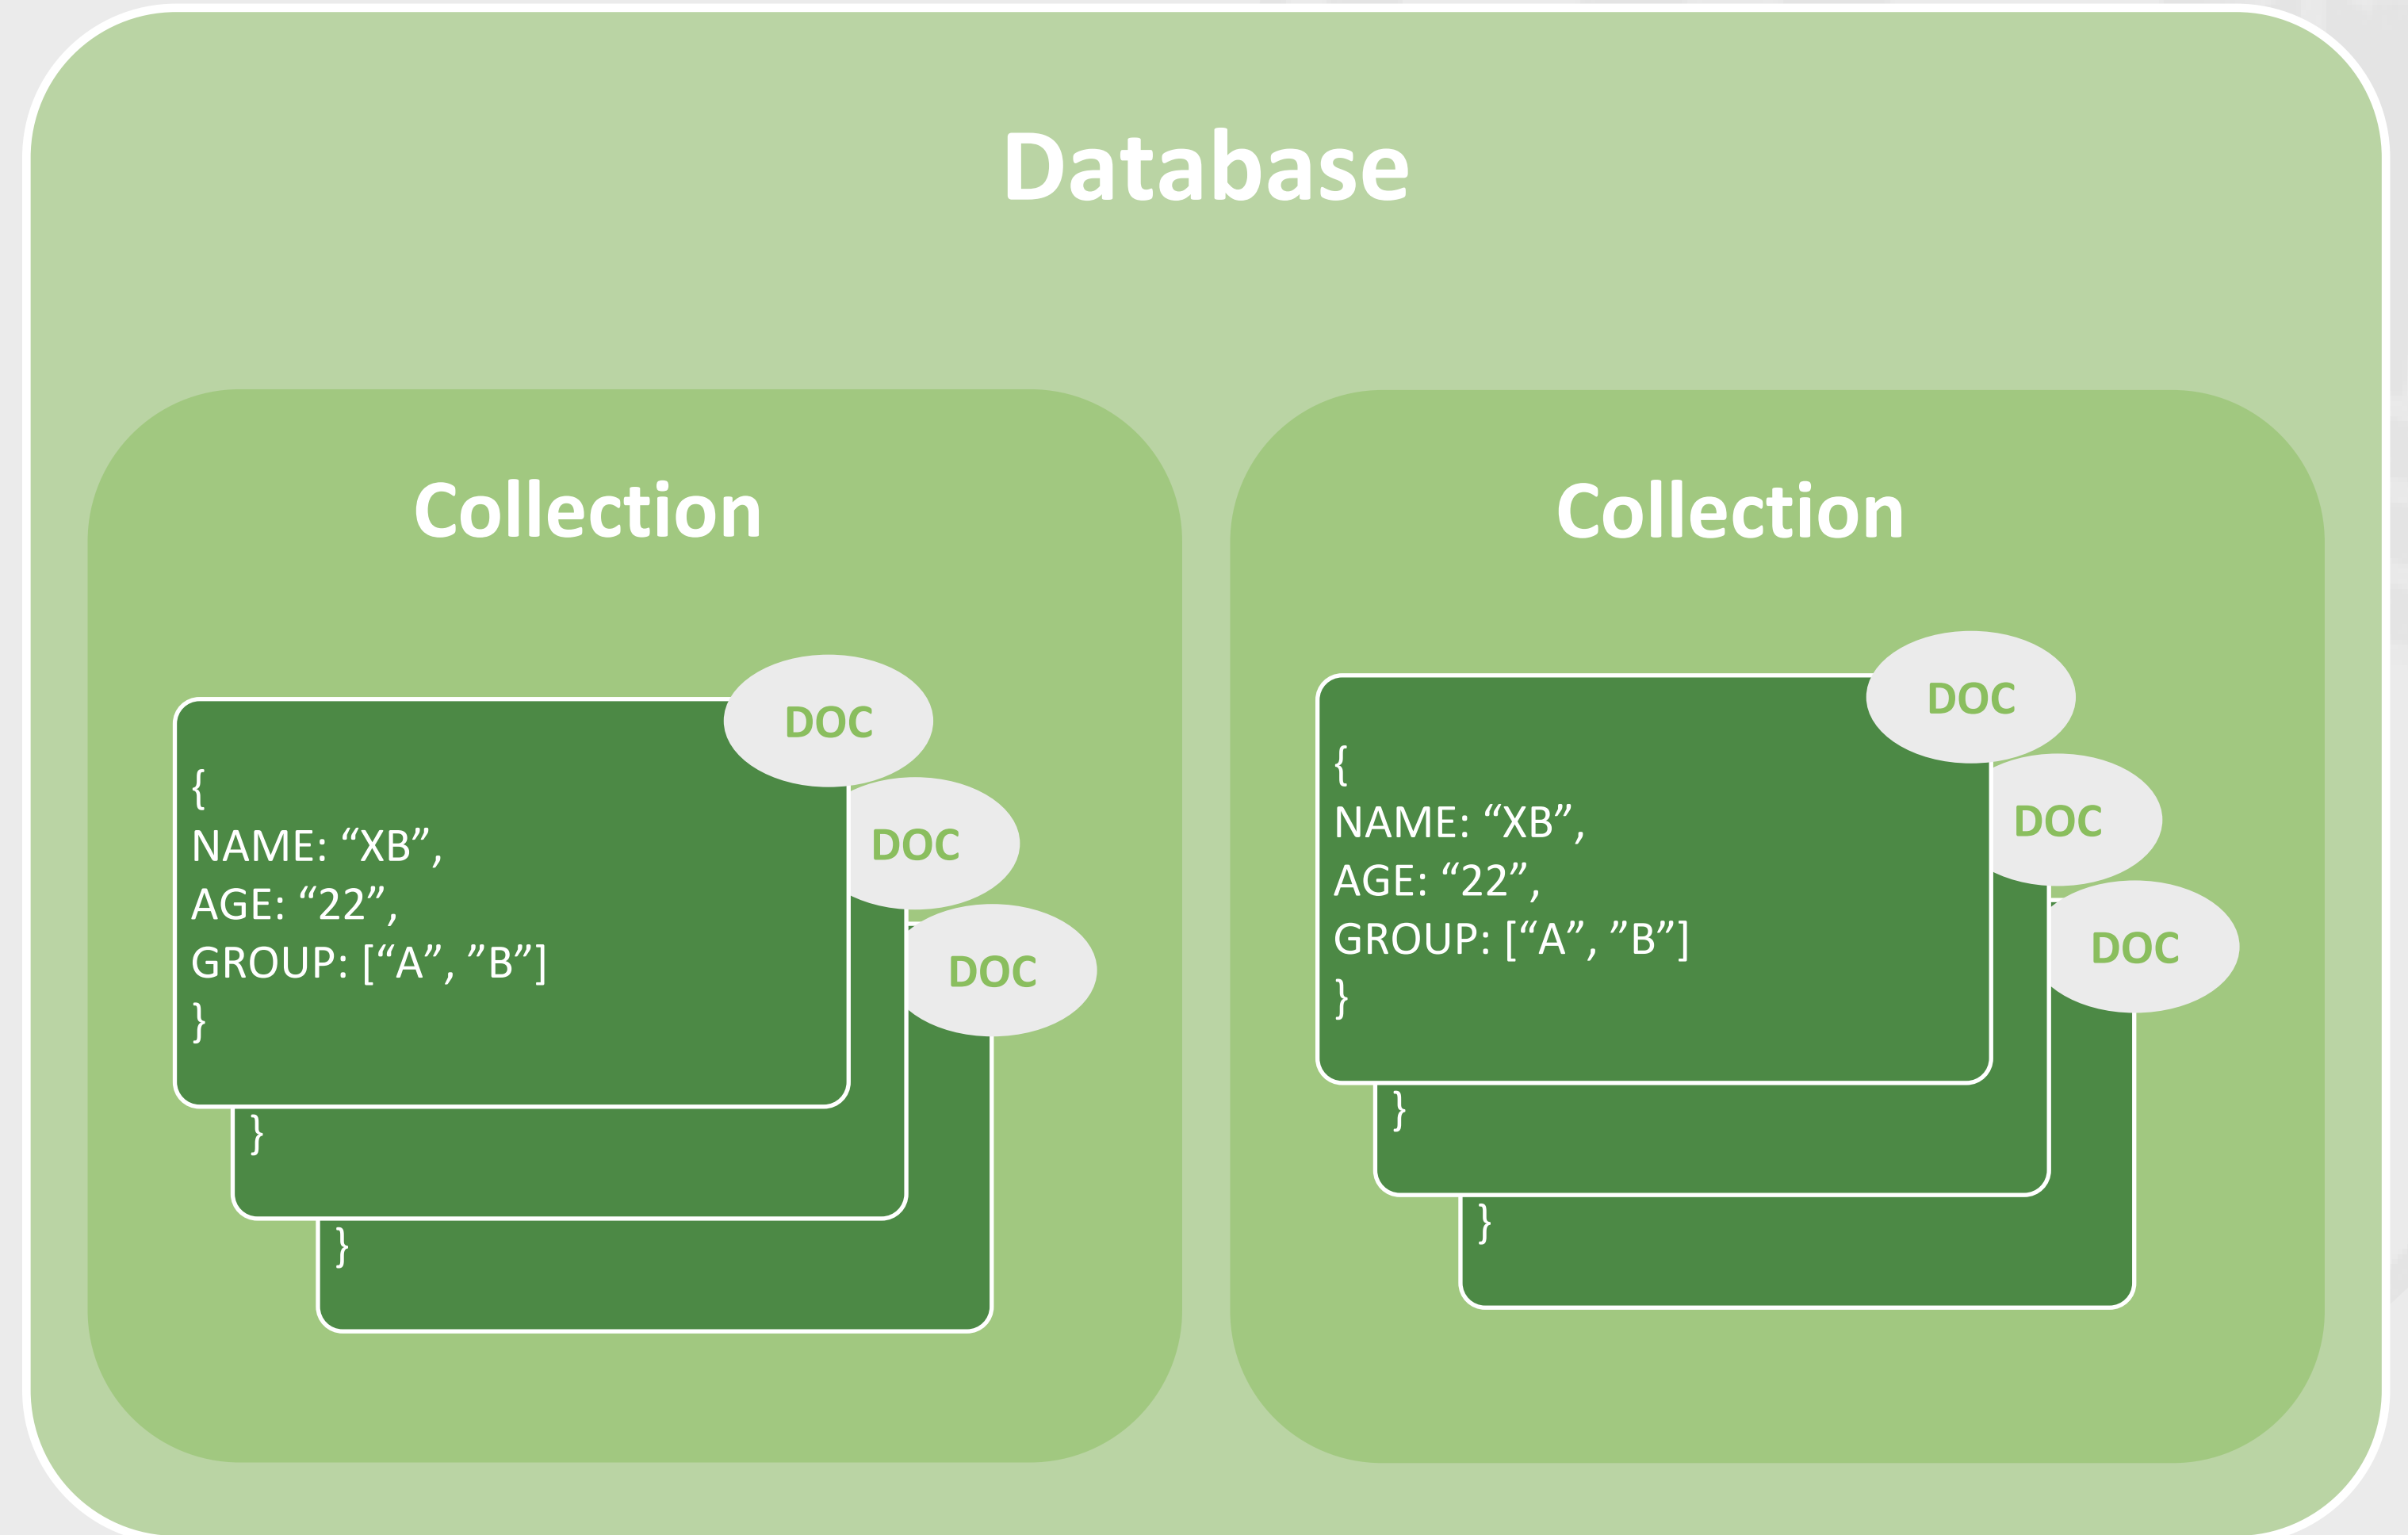 Database
Collection
DOC
{
NAME: “XB”,
DOC
AGE: “22”,
GROUP: [“A”, ”B”]
DOC
}
}
}
Collection
DOC
{
NAME: “XB”,
DOC
AGE: “22”,
GROUP: [“A”, ”B”]
DOC
}
}
}